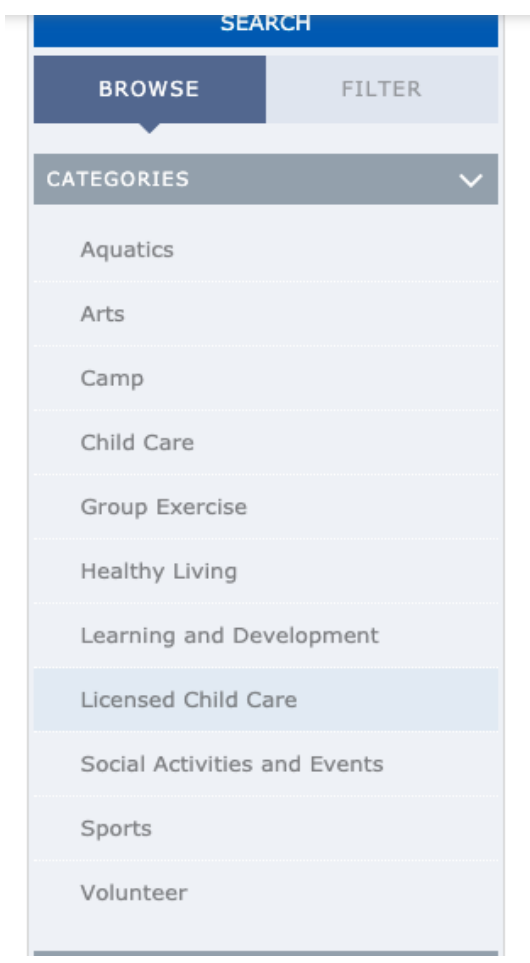 SEARCH
BROWSE FILTER
CATEGORIES
Aquatics
Arts
Camp
Child Care
Group Exercise
Healthy Living
Learning and Development
Licensed Child Care
Social Activities and Events
Sports
Volunteer